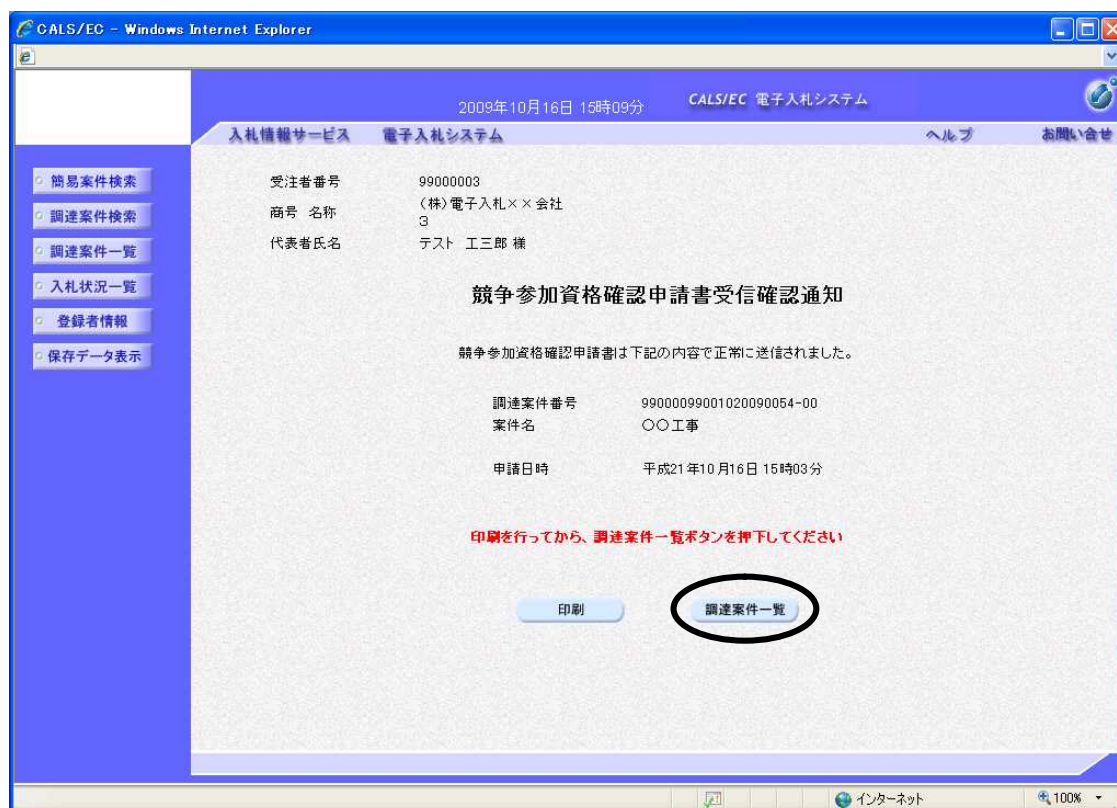 CALS/EC - Windows Internet Explorer
2009年10月16日 15時09分
CALS/EC 電子入札システム
入札情報サービス 電子入札システム ヘルプ お問い合せ
簡易案件検索
調達案件検索
調達案件一覧
入札状況一覧
登録者情報
保存データ表示
受注者番号 99000003
商号 名称 (株)電子入札××会社
3
代表者氏名 テスト 工三郎 様
競争参加資格確認申請書受信確認通知
競争参加資格確認申請書は下記の内容で正常に送信されました。
調達案件番号 99000099001020090054-00
案件名 〇〇工事
申請日時 平成21年10月16日 15時03分
印刷を行ってから、調達案件一覧ボタンを押下してください
印刷 調達案件一覧
インターネット 100%